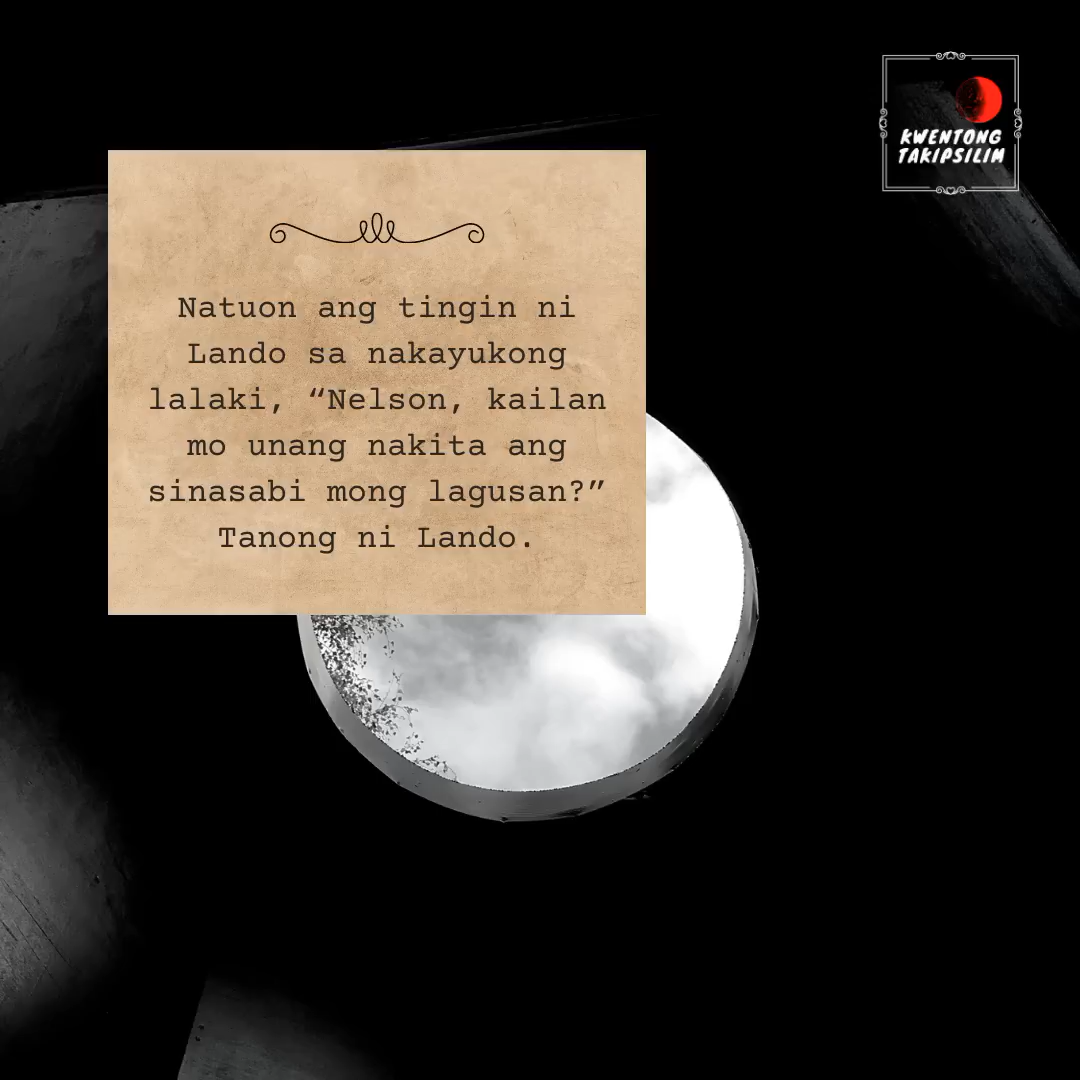 KWENTONG
TAKIPSILIM
Natuon ang tingin ni
Lando sa nakayukong
lalaki, “Nelson, kailan
mo unang nakita ang
sinasabi mong lagusan?”
Tanong ni Lando.